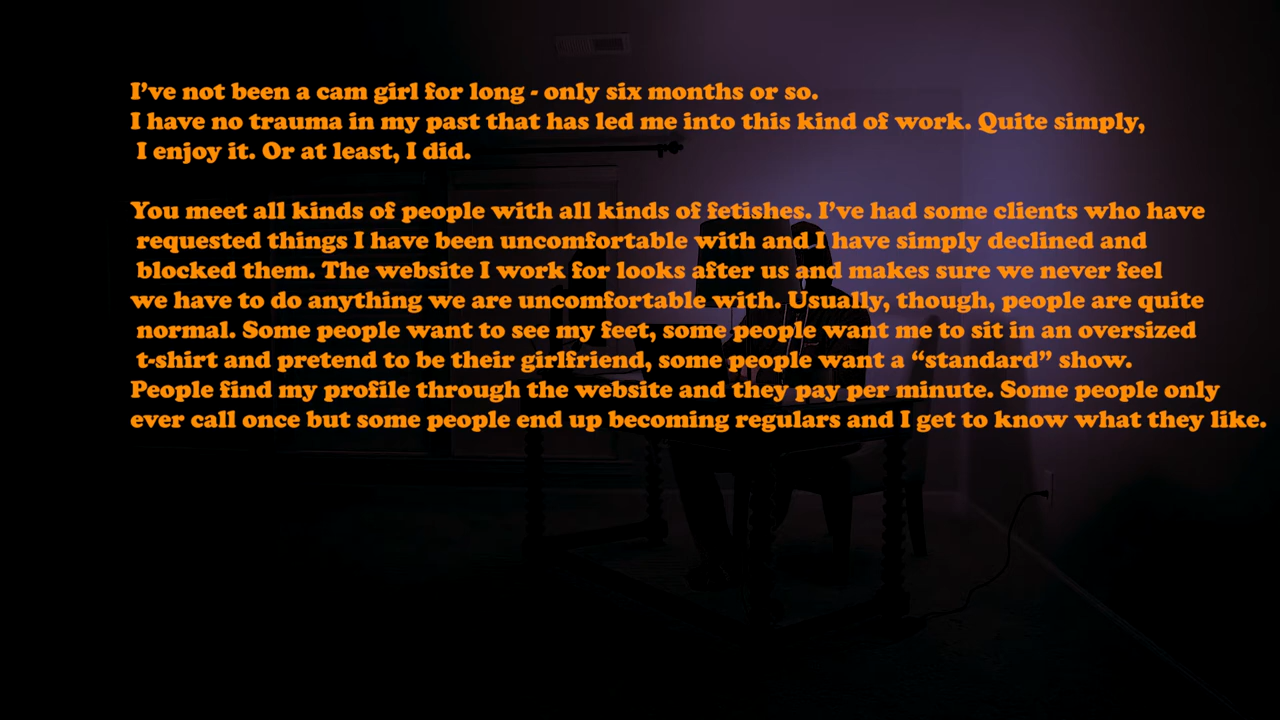 I’ve not been a cam girl for long - only six months or so.
I have no trauma in my past that has led me into this kind of work. Quite simply,
I enjoy it. Or at least, I did.
You meet all kinds of people with all kinds of fetishes. I’ve had some clients who have
requested things I have been uncomfortable with and I have simply declined and
blocked them. The website I work for looks after us and makes sure we never feel
we have to do anything we are uncomfortable with. Usually, though, people are quite
normal. Some people want to see my feet, some people want me to sit in an oversized
t-shirt and pretend to be their girlfriend, some people want a “standard” show.
People find my profile through the website and they pay per minute. Some people only
ever call once but some people end up becoming regulars and I get to know what they like.